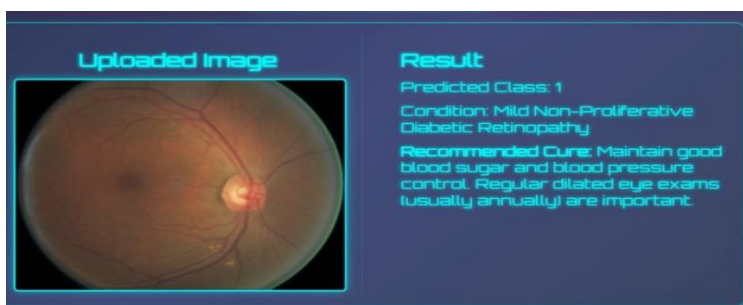 Uploaded Image
Result
Predicted Class: 1
Condition: Mild Non-Proliferative
Diabetic Retinopathy
Recommended Cure: Maintain good
blood sugar and blood pressure
control. Regular dilated eye exams
(usually annually) are important.